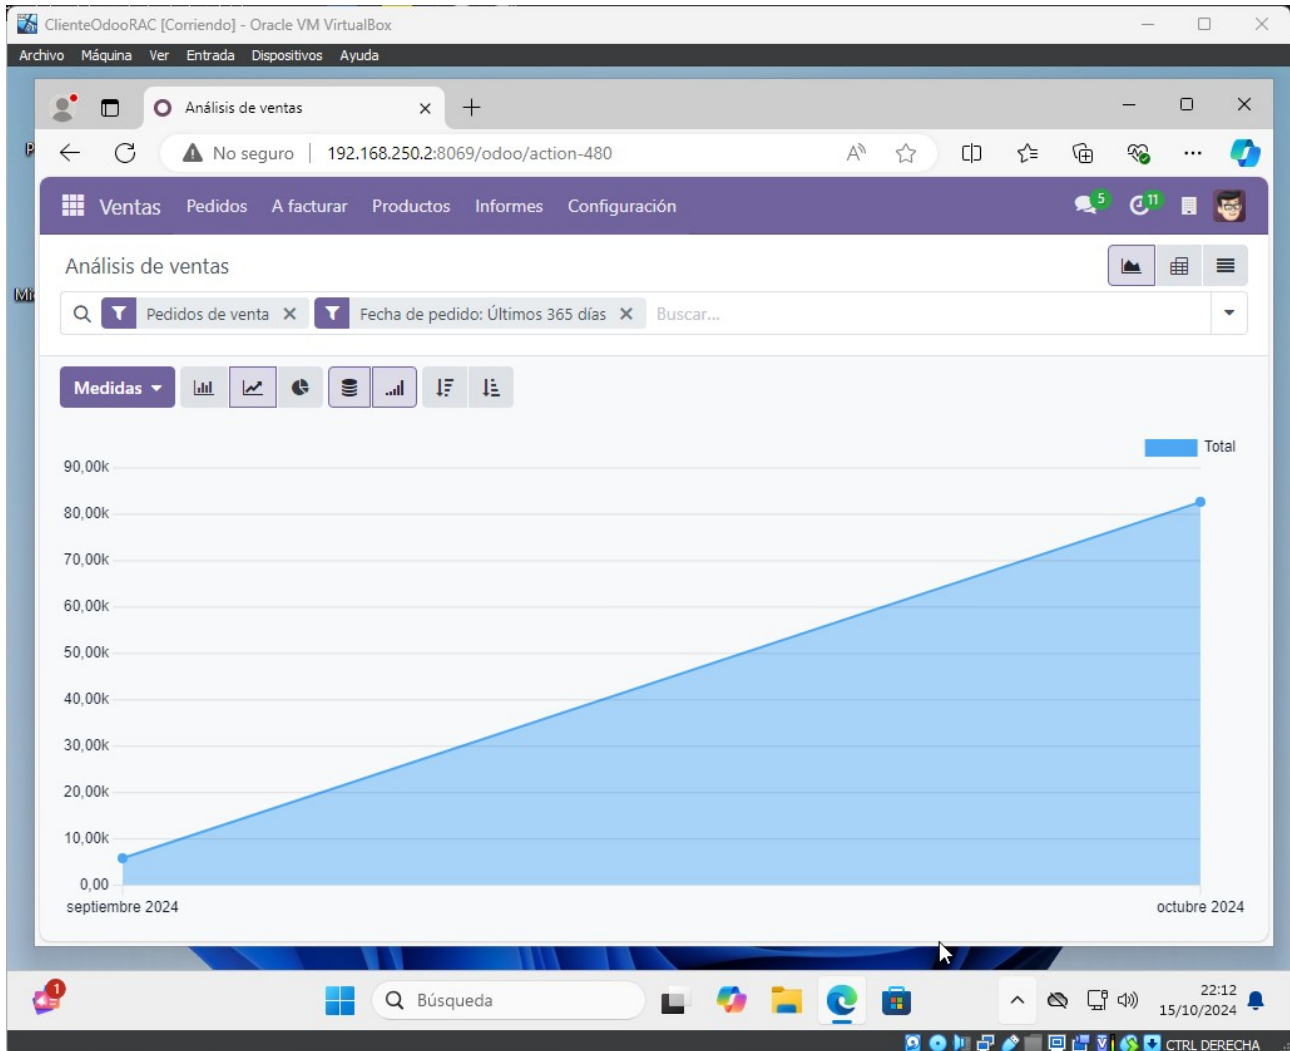 ClienteOdooRAC [Corriendo] - Oracle VM VirtualBox
Archivo Máquina Ver Entrada Dispositivos Ayuda
Análisis de ventas
No seguro 192.168.250.2:8069/odoo/action-480
Ventas Pedidos A facturar Productos Informes Configuración 5 11
Análisis de ventas
Pedidos de venta Fecha de pedido: Últimos 365 días Buscar...
Medidas
Total
90,00k
80,00k
70,00k
60,00k
50,00k
40,00k
30,00k
20,00k
10,00k
0,00
septiembre 2024 octubre 2024
1 Búsqueda 22:12
15/10/2024
CTRL DERECHA